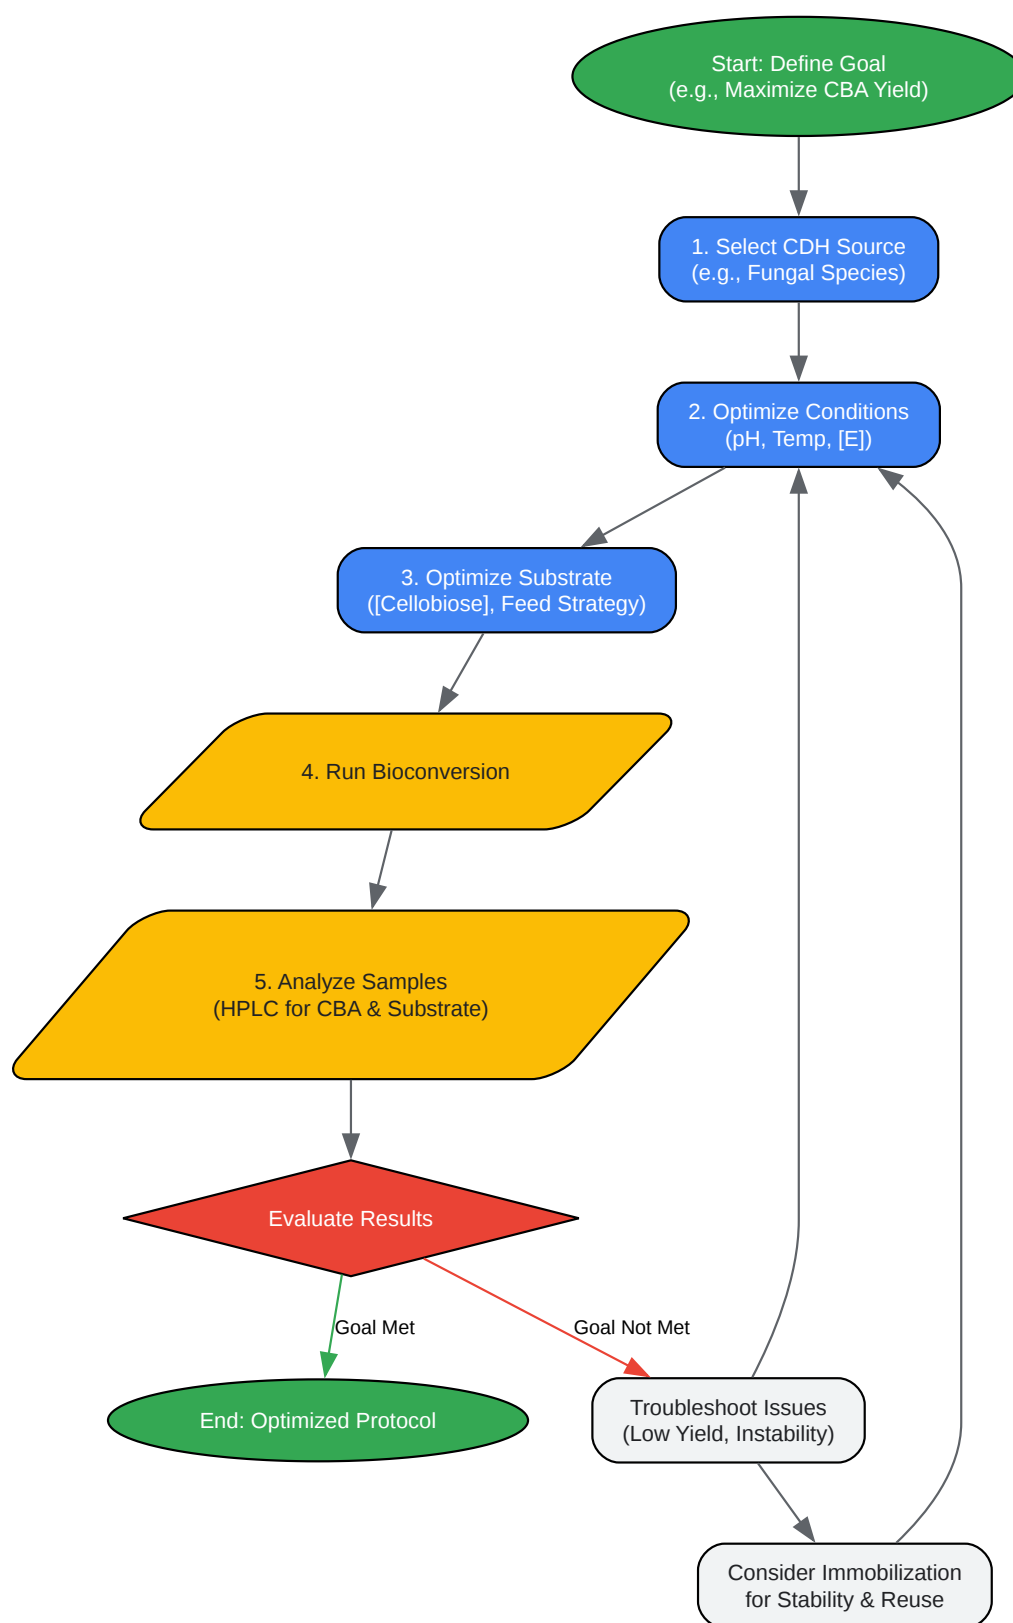 Start: Define Goal
(e.g., Maximize CBA Yield)
1. Select CDH Source
(e.g., Fungal Species)
2. Optimize Conditions
(pH, Temp, [E])
3. Optimize Substrate
([Cellobiose], Feed Strategy)
4. Run Bioconversion
5. Analyze Samples
(HPLC for CBA & Substrate)
Evaluate Results
Goal Met
Goal Not Met
End: Optimized Protocol
Troubleshoot Issues
(Low Yield, Instability)
Consider Immobilization
for Stability & Reuse